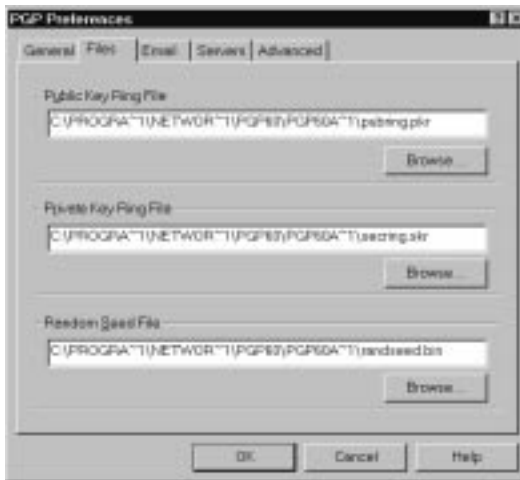 PGP Preferences
General Files Email Servers Advanced
Public Key Ring File
C:\PROGRA~1\NETWOR~1\PGP60\PGP60A~1\pubring.pkr
Browse...
Private Key Ring File
C:\PROGRA~1\NETWOR~1\PGP60\PGP60A~1\secring.skr
Browse...
Random Seed File
C:\PROGRA~1\NETWOR~1\PGP60\PGP60A~1\randseed.bin
Browse...
OK Cancel Help